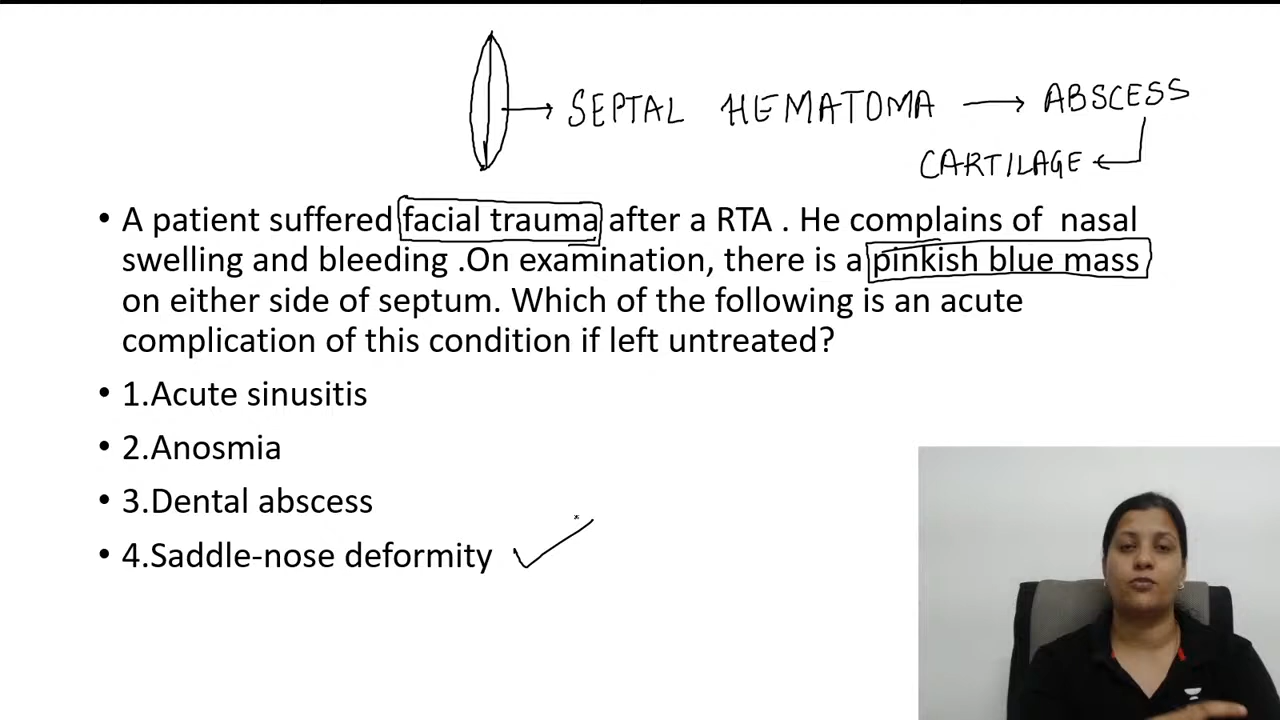 SEPTAL HEMATOMA → ABSCESS
CARTILAGE ←
• A patient suffered facial trauma after a RTA . He complains of  nasal
swelling and bleeding .On examination, there is a pinkish blue mass
on either side of septum. Which of the following is an acute
complication of this condition if left untreated?
• 1.Acute sinusitis
• 2.Anosmia
• 3.Dental abscess
• 4.Saddle-nose deformity